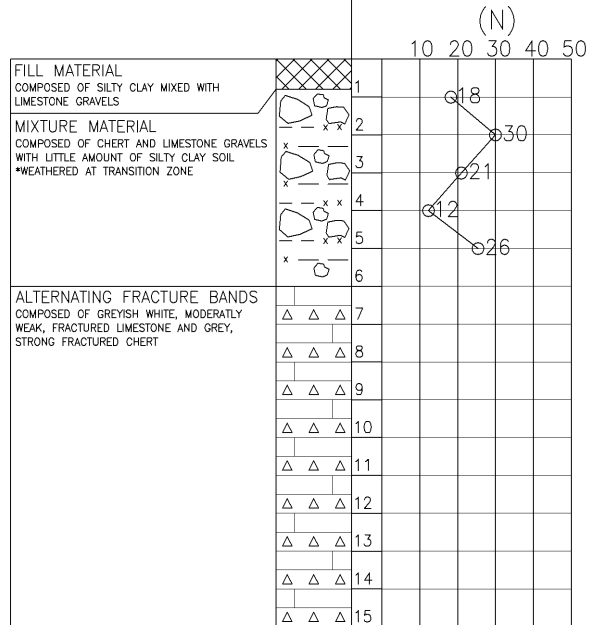 (N)
10 20 30 40 50
FILL MATERIAL
COMPOSED OF SILTY CLAY MIXED WITH
LIMESTONE GRAVELS
MIXTURE MATERIAL
COMPOSED OF CHERT AND LIMESTONE GRAVELS
WITH LITTLE AMOUNT OF SILTY CLAY SOIL
*WEATHERED AT TRANSITION ZONE
ALTERNATING FRACTURE BANDS
COMPOSED OF GREYISH WHITE, MODERATLY
WEAK, FRACTURED LIMESTONE AND GREY,
STRONG FRACTURED CHERT
1
2
3
4
5
6
7
8
9
10
11
12
13
14
15
18
30
21
12
26